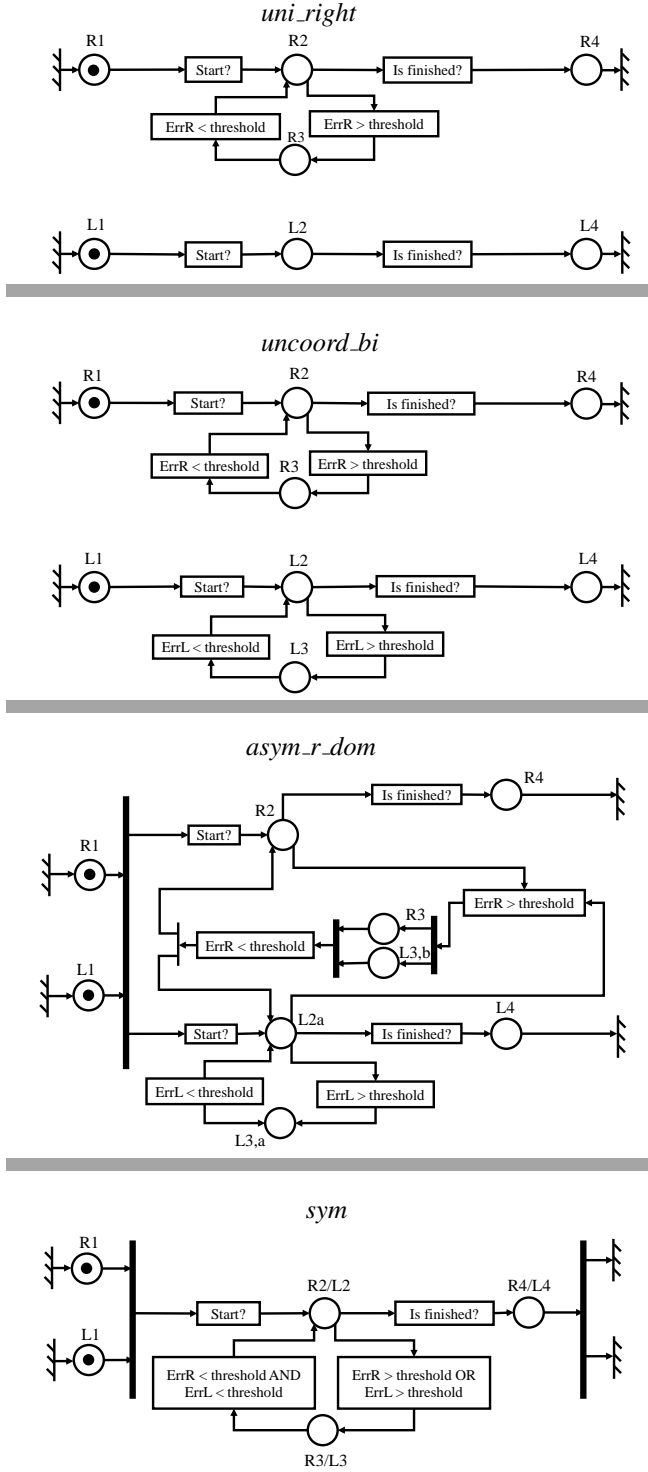 uni_right
R1
R2
R4
Start?
Is finished?
ErrR < threshold
ErrR > threshold
R3
L1
L2
L4
Start?
Is finished?
uncoord_bi
R1
R2
R4
Start?
Is finished?
ErrR < threshold
R3
ErrR > threshold
L1
L2
L4
Start?
Is finished?
ErrL < threshold
L3
ErrL > threshold
asym_r_dom
R4
R2
Is finished?
Start?
R1
ErrR > threshold
R3
ErrR < threshold
L3,b
L1
L2a
L4
Start?
Is finished?
ErrL < threshold
ErrL > threshold
L3,a
sym
R1
R2/L2
R4/L4
Start?
Is finished?
L1
ErrR < threshold AND
ErrL < threshold
ErrR > threshold OR
ErrL > threshold
R3/L3